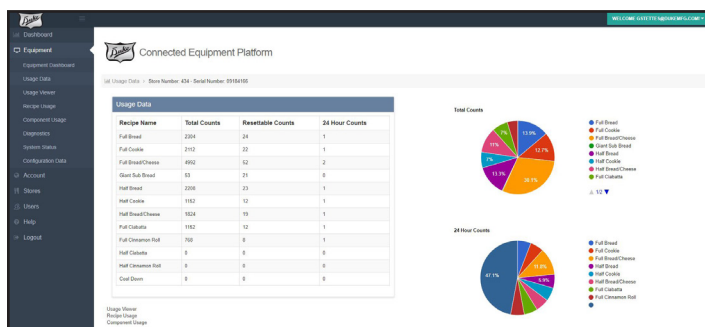 Duke
WELCOME GSTETTES@DUKEMFG.COM
Dashboard
Equipment
Equipment Dashboard
Usage Data
Usage Viewer
Recipe Usage
Component Usage
Diagnostics
System Status
Configuration Data
Account
Stores
Users
Help
Logout
Duke
Connected Equipment Platform
Usage Data > Store Number: 434 - Serial Number: 09184166
Usage Data
Recipe Name Total Counts Resettable Counts 24 Hour Counts
Full Bread 2304 24 1
Full Cookie 2112 22 1
Full Bread/Cheese 4992 52 2
Giant Sub Bread 21 0
Half Bread 2208 23 1
Half Cookie 1152 12 1
Half Bread/Cheese 1824 19 1
Full Ciabatta 1152 12 1
Full Cinnamon Roll 768 8 1
Half Ciabatta 0 0 0
Half Cinnamon Roll 0 0 0
Cool Down 0 0 0
Usage Viewer
Recipe Usage
Component Usage
Total Counts
13.9%
12.7%
30.1%
13.3%
7%
11%
7%
Full Bread
Full Cookie
Full Bread/Cheese
Giant Sub Bread
Half Bread
Half Cookie
Half Bread/Cheese
Full Ciabatta
1/2
24 Hour Counts
11.8%
5.9%
47.1%
Full Bread
Full Cookie
Full Bread/Cheese
Half Bread
Half Cookie
Half Bread/Cheese
Full Ciabatta
Full Cinnamon Roll